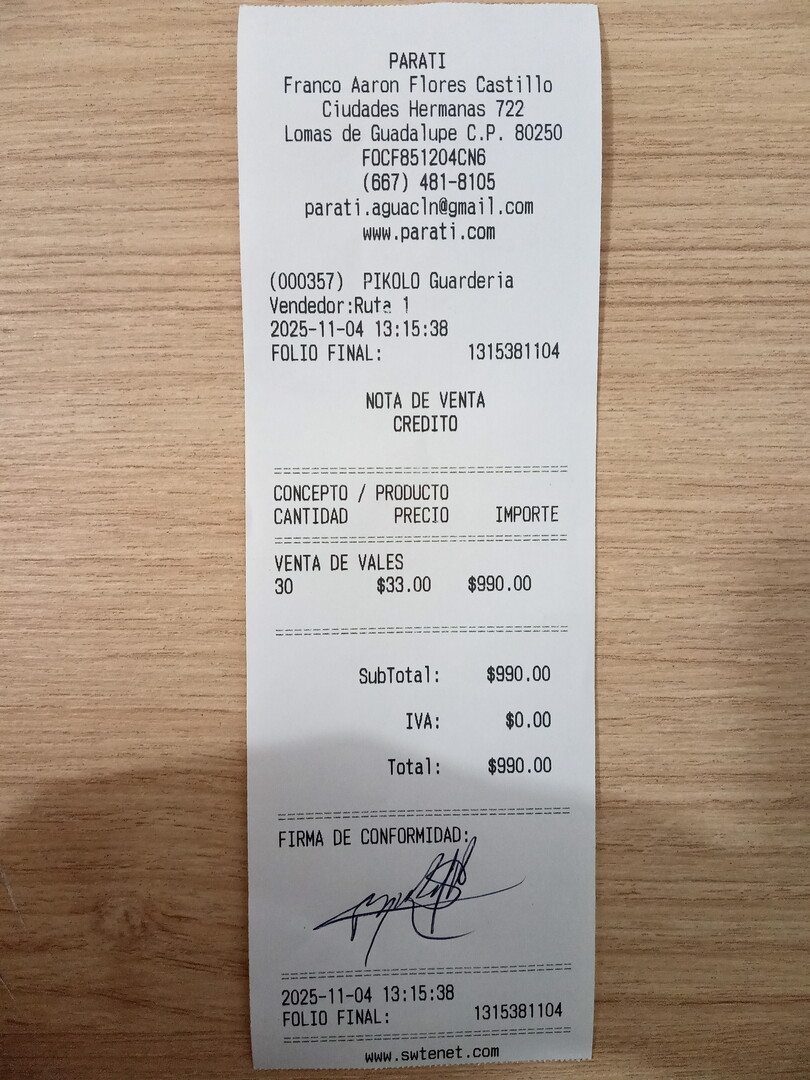 PARATI
Franco Aaron Flores Castillo
Ciudades Hermanas 722
Lomas de Guadalupe C.P. 80250
FOCF851204CN6
(667) 481-8105
parati.aguacln@gmail.com
www.parati.com
(000357) PIKOLO Guarderia
Vendedor:Ruta 1
2025-11-04 13:15:38
FOLIO FINAL: 1315381104
NOTA DE VENTA
CREDITO
CONCEPTO / PRODUCTO
CANTIDAD PRECIO IMPORTE
VENTA DE VALES
30 $33.00 $990.00
SubTotal: $990.00
IVA: $0.00
Total: $990.00
FIRMA DE CONFORMIDAD:
2025-11-04 13:15:38
FOLIO FINAL: 1315381104
www.swtenet.com